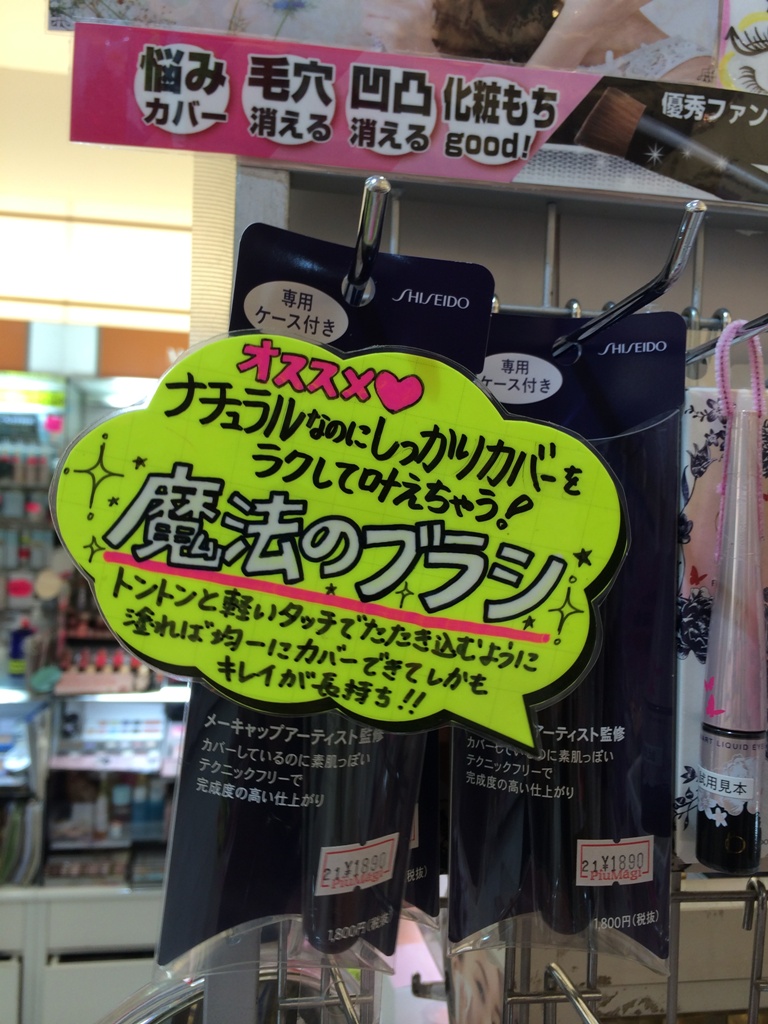 悩み
カバー
毛穴
消える
凹凸
消える
化粧もち
good!
優秀ファン
専用
ケース付き
SHISEIDO
専用
ケース付き
SHISEIDO
オススメ♥
ナチュラルなのにしっかりカバーを
ラクして叶えちゃう!
魔法のブラシ
トントンと軽いタッチでたたき込むように
塗れば均一にカバーできてしかも
キレイが長持ち!!
メーキャップアーティスト監修
カバーしているのに素肌っぽい
テクニックフリーで
完成度の高い仕上がり
アーティスト監修
カバーしているのに素肌っぽい
テクニックフリーで
完成度の高い仕上がり
21 ¥1890
PiuMagi
1,800円(税抜)
税抜)
21 ¥1890
PiuMagi
1,800円(税抜)
LIQUID EYE
試用見本